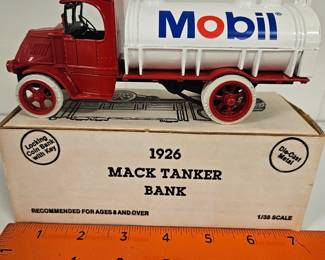 Mobil
Locking
Coin Bank
with Key
1926
MACK TANKER
BANK
Die-Cast
Metal
RECOMMENDED FOR AGES 8 AND OVER
1/38 SCALE
1 2 3 4 5 6 7